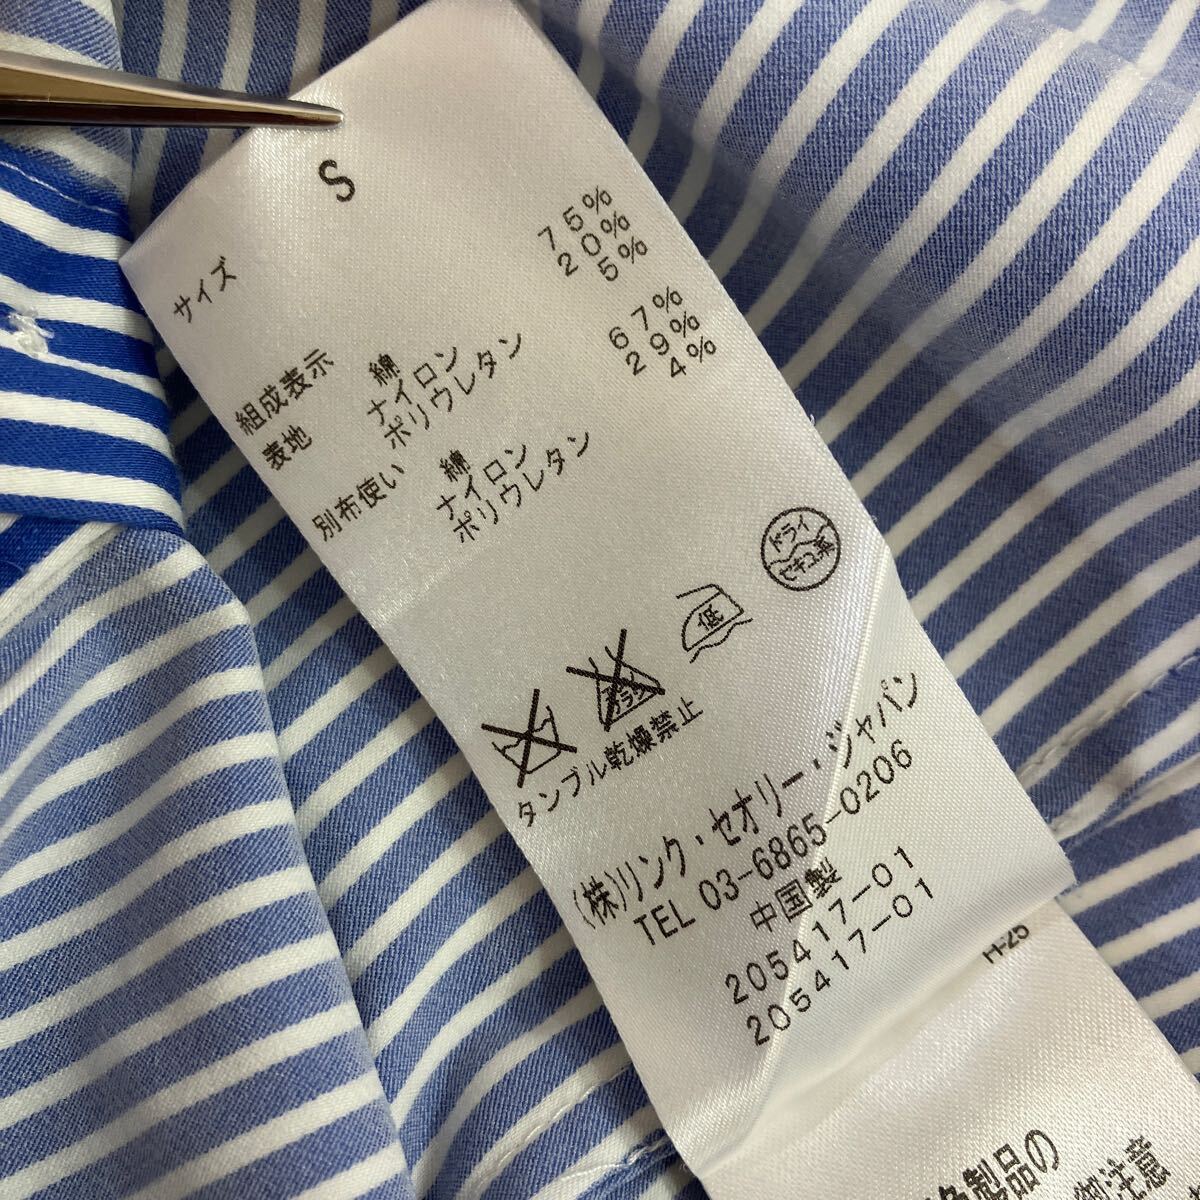 サイズ S
組成表示
表地 綿 75%
ナイロン 20%
ポリウレタン 5%
別布使い 綿 67%
ナイロン 29%
ポリウレタン 4%
ドライ
セキユ系
低
タンブル乾燥禁止
(株)リンク・セオリー・ジャパン
TEL 03-6865-0206
中国製
205417-01
205417-01
H-25
製品の
注意